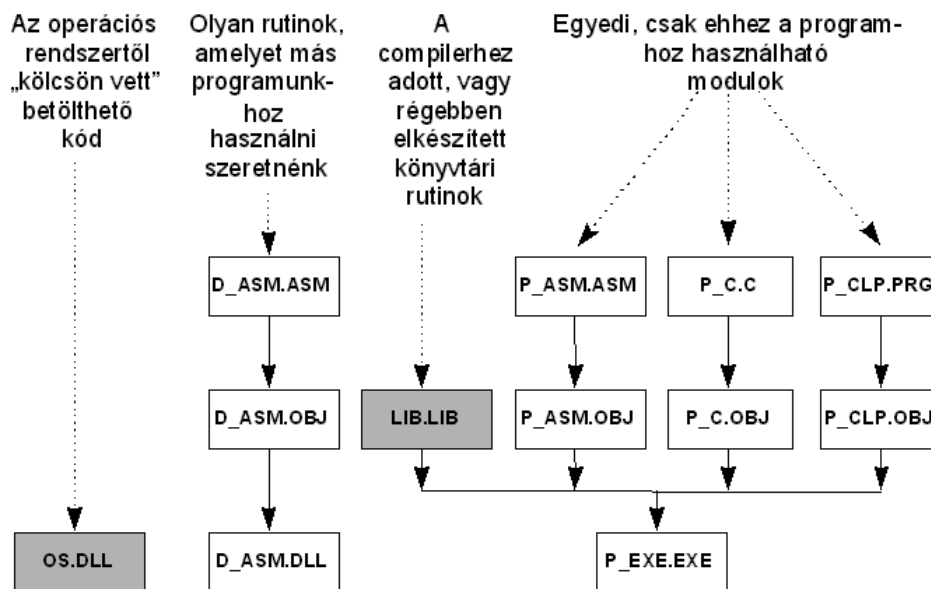 Az operációs
rendszertől
„kölcsön vett”
betölthető
kód
Olyan rutinok,
amelyet más
programunk-
hoz
használni
szeretnénk
A
compilerhez
adott, vagy
régebben
elkészített
könyvtári
rutinok
Egyedi, csak ehhez a program-
hoz használható
modulok
D_ASM.ASM
P_ASM.ASM
P_C.C
P_CLP.PRG
D_ASM.OBJ
LIB.LIB
P_ASM.OBJ
P_C.OBJ
P_CLP.OBJ
OS.DLL
D_ASM.DLL
P_EXE.EXE